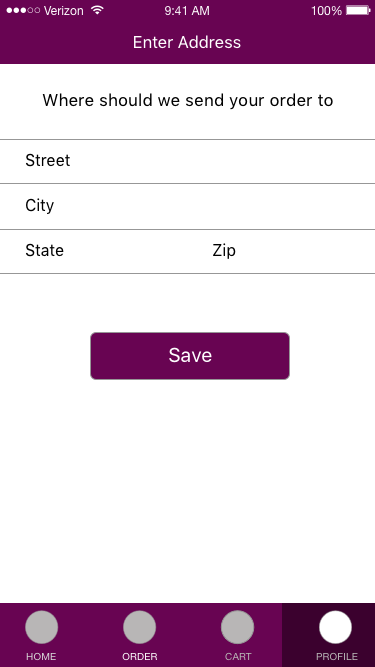 Verizon 9:41 AM 100%
Enter Address
Where should we send your order to
Street
City
State Zip
Save
HOME ORDER CART PROFILE